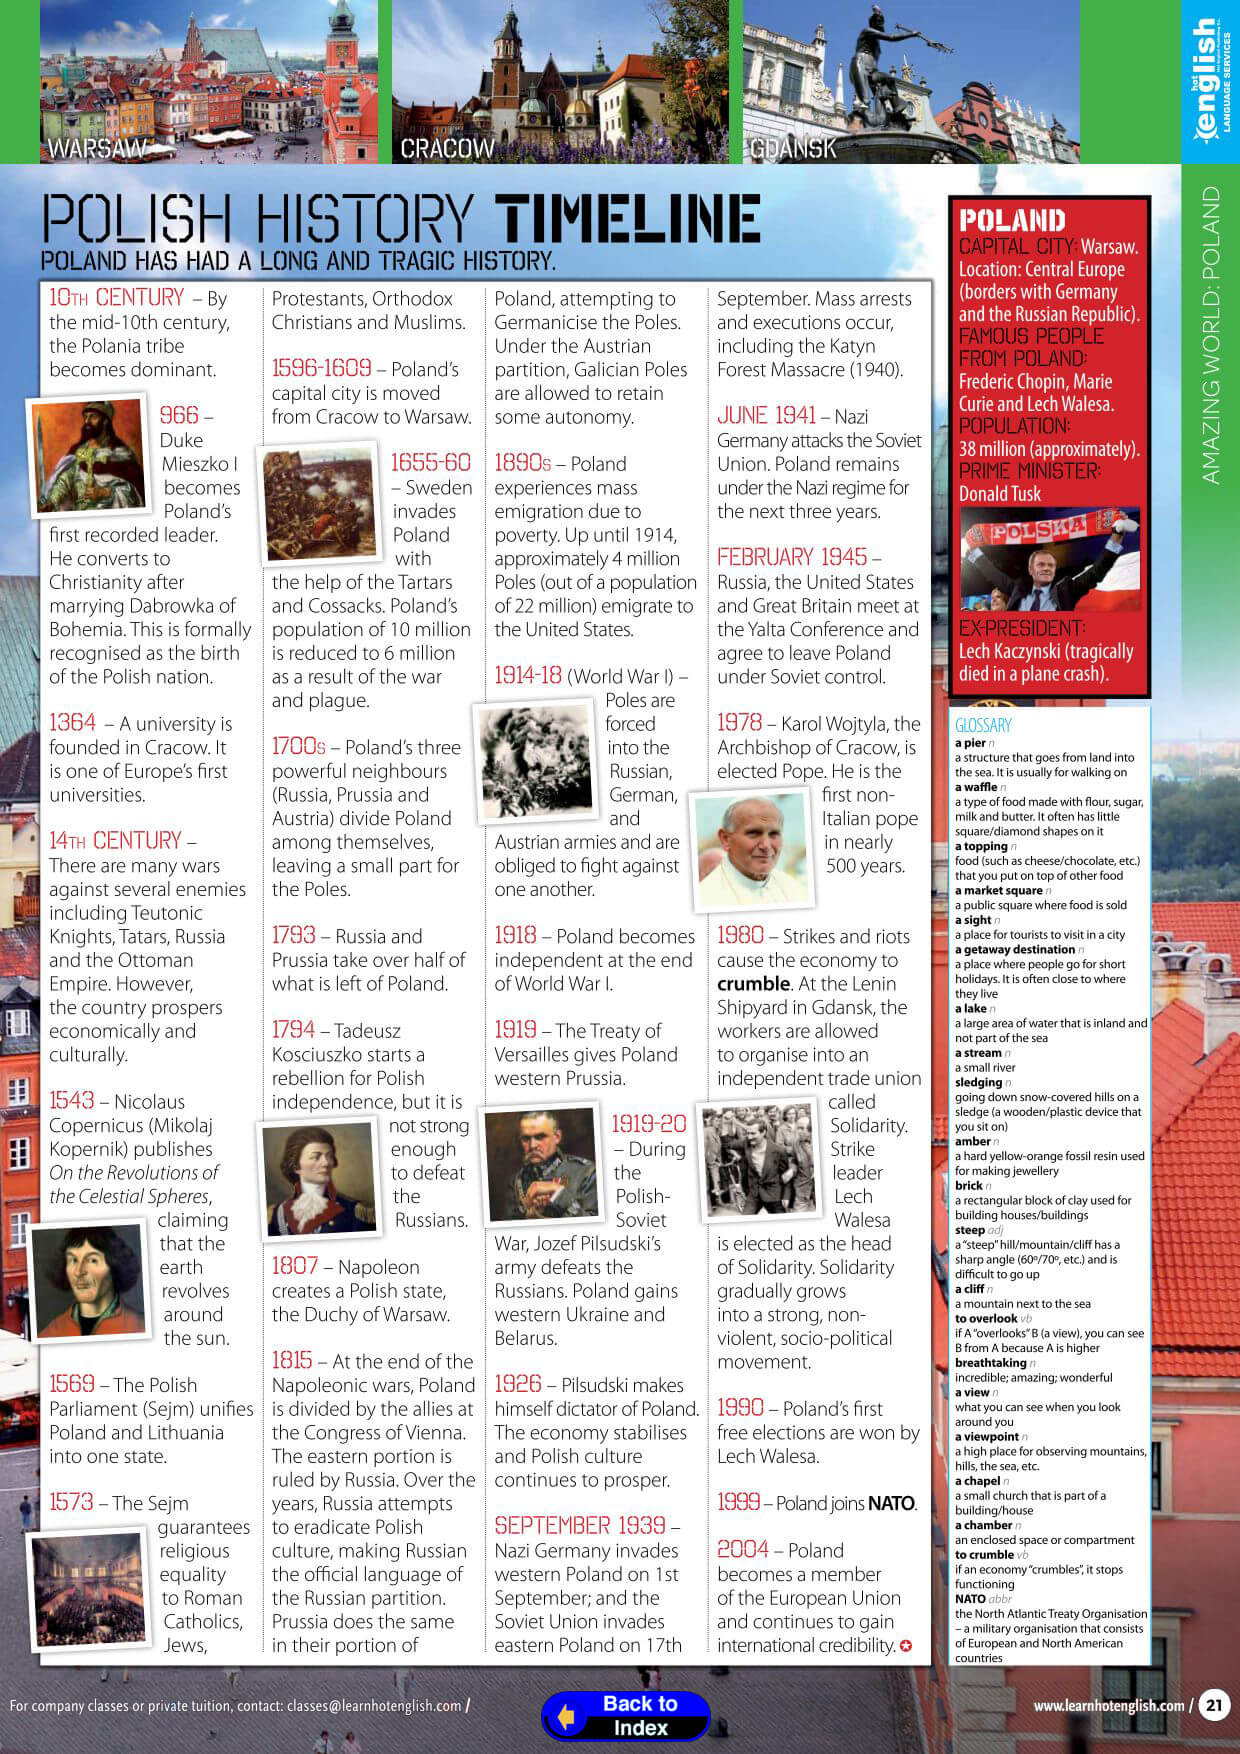 WARSAW
CRACOW
GDANSK
hot
english
LANGUAGE SERVICES
AMAZING WORLD: POLAND
POLISH HISTORY TIMELINE
POLAND HAS HAD A LONG AND TRAGIC HISTORY.
10TH CENTURY – By
the mid-10th century,
the Polania tribe
becomes dominant.
966 –
Duke
Mieszko I
becomes
Poland's
first recorded leader.
He converts to
Christianity after
marrying Dabrowka of
Bohemia. This is formally
recognised as the birth
of the Polish nation.
1364 – A university is
founded in Cracow. It
is one of Europe's first
universities.
14TH CENTURY –
There are many wars
against several enemies
including Teutonic
Knights, Tatars, Russia
and the Ottoman
Empire. However,
the country prospers
economically and
culturally.
1543 – Nicolaus
Copernicus (Mikolaj
Kopernik) publishes
On the Revolutions of
the Celestial Spheres,
claiming
that the
earth
revolves
around
the sun.
1569 – The Polish
Parliament (Sejm) unifies
Poland and Lithuania
into one state.
1573 – The Sejm
guarantees
religious
equality
to Roman
Catholics,
Jews,
Protestants, Orthodox
Christians and Muslims.
1596-1609 – Poland's
capital city is moved
from Cracow to Warsaw.
1655-60
– Sweden
invades
Poland
with
the help of the Tartars
and Cossacks. Poland's
population of 10 million
is reduced to 6 million
as a result of the war
and plague.
1700s – Poland's three
powerful neighbours
(Russia, Prussia and
Austria) divide Poland
among themselves,
leaving a small part for
the Poles.
1793 – Russia and
Prussia take over half of
what is left of Poland.
1794 – Tadeusz
Kosciuszko starts a
rebellion for Polish
independence, but it is
not strong
enough
to defeat
the
Russians.
1807 – Napoleon
creates a Polish state,
the Duchy of Warsaw.
1815 – At the end of the
Napoleonic wars, Poland
is divided by the allies at
the Congress of Vienna.
The eastern portion is
ruled by Russia. Over the
years, Russia attempts
to eradicate Polish
culture, making Russian
the official language of
the Russian partition.
Prussia does the same
in their portion of
Poland, attempting to
Germanicise the Poles.
Under the Austrian
partition, Galician Poles
are allowed to retain
some autonomy.
1890s – Poland
experiences mass
emigration due to
poverty. Up until 1914,
approximately 4 million
Poles (out of a population
of 22 million) emigrate to
the United States.
1914-18 (World War I) –
Poles are
forced
into the
Russian,
German,
and
Austrian armies and are
obliged to fight against
one another.
1918 – Poland becomes
independent at the end
of World War I.
1919 – The Treaty of
Versailles gives Poland
western Prussia.
1919-20
– During
the
Polish-
Soviet
War, Jozef Pilsudski's
army defeats the
Russians. Poland gains
western Ukraine and
Belarus.
1926 – Pilsudski makes
himself dictator of Poland.
The economy stabilises
and Polish culture
continues to prosper.
SEPTEMBER 1939 –
Nazi Germany invades
western Poland on 1st
September; and the
Soviet Union invades
eastern Poland on 17th
September. Mass arrests
and executions occur,
including the Katyn
Forest Massacre (1940).
JUNE 1941 – Nazi
Germany attacks the Soviet
Union. Poland remains
under the Nazi regime for
the next three years.
FEBRUARY 1945 –
Russia, the United States
and Great Britain meet at
the Yalta Conference and
agree to leave Poland
under Soviet control.
1978 – Karol Wojtyla, the
Archbishop of Cracow, is
elected Pope. He is the
first non-
Italian pope
in nearly
500 years.
1980 – Strikes and riots
cause the economy to
crumble. At the Lenin
Shipyard in Gdansk, the
workers are allowed
to organise into an
independent trade union
called
Solidarity.
Strike
leader
Lech
Walesa
is elected as the head
of Solidarity. Solidarity
gradually grows
into a strong, non-
violent, socio-political
movement.
1990 – Poland's first
free elections are won by
Lech Walesa.
1999 – Poland joins NATO.
2004 – Poland
becomes a member
of the European Union
and continues to gain
international credibility.
POLAND
CAPITAL CITY: Warsaw.
Location: Central Europe
(borders with Germany
and the Russian Republic).
FAMOUS PEOPLE
FROM POLAND:
Frederic Chopin, Marie
Curie and Lech Walesa.
POPULATION:
38 million (approximately).
PRIME MINISTER:
Donald Tusk
POLSKA
EX-PRESIDENT:
Lech Kaczynski (tragically
died in a plane crash).
GLOSSARY
a pier n
a structure that goes from land into
the sea. It is usually for walking on
a waffle n
a type of food made with flour, sugar,
milk and butter. It often has little
square/diamond shapes on it
a topping n
food (such as cheese/chocolate, etc.)
that you put on top of other food
a market square n
a public square where food is sold
a sight n
a place for tourists to visit in a city
a getaway destination n
a place where people go for short
holidays. It is often close to where
they live
a lake n
a large area of water that is inland and
not part of the sea
a stream n
a small river
sledging n
going down snow-covered hills on a
sledge (a wooden/plastic device that
you sit on)
amber n
a hard yellow-orange fossil resin used
for making jewellery
brick n
a rectangular block of clay used for
building houses/buildings
steep adj
a "steep" hill/mountain/cliff has a
sharp angle (60º/70º, etc.) and is
difficult to go up
a cliff n
a mountain next to the sea
to overlook vb
if A "overlooks" B (a view), you can see
B from A because A is higher
breathtaking n
incredible; amazing; wonderful
a view n
what you can see when you look
around you
a viewpoint n
a high place for observing mountains,
hills, the sea, etc.
a chapel n
a small church that is part of a
building/house
a chamber n
an enclosed space or compartment
to crumble vb
if an economy "crumbles", it stops
functioning
NATO abbr
the North Atlantic Treaty Organisation
– a military organisation that consists
of European and North American
countries
For company classes or private tuition, contact: classes@learnhotenglish.com /
Back to
Index
www.learnhotenglish.com / 21